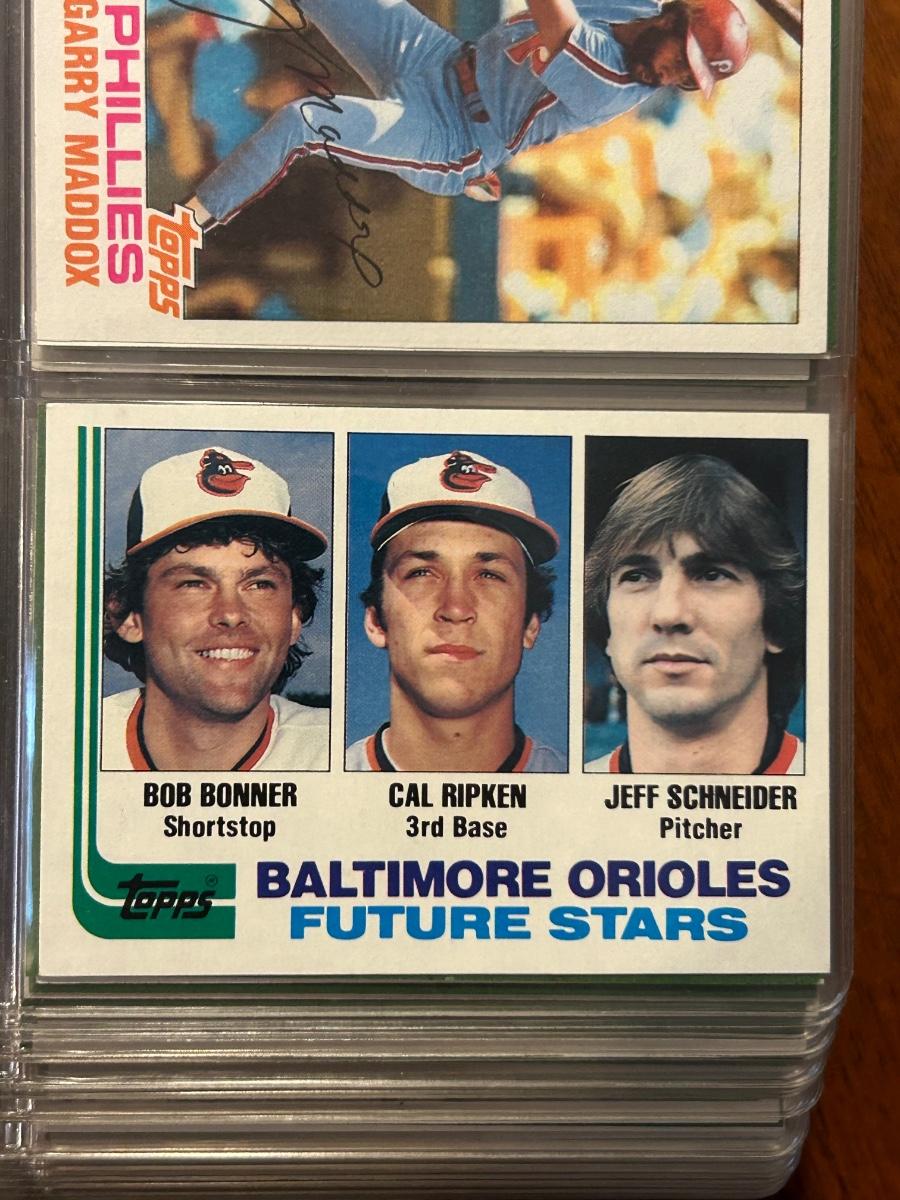 PHILLIES
GARRY MADDOX
topps
BOB BONNER
Shortstop
CAL RIPKEN
3rd Base
JEFF SCHNEIDER
Pitcher
topps®
BALTIMORE ORIOLES
FUTURE STARS